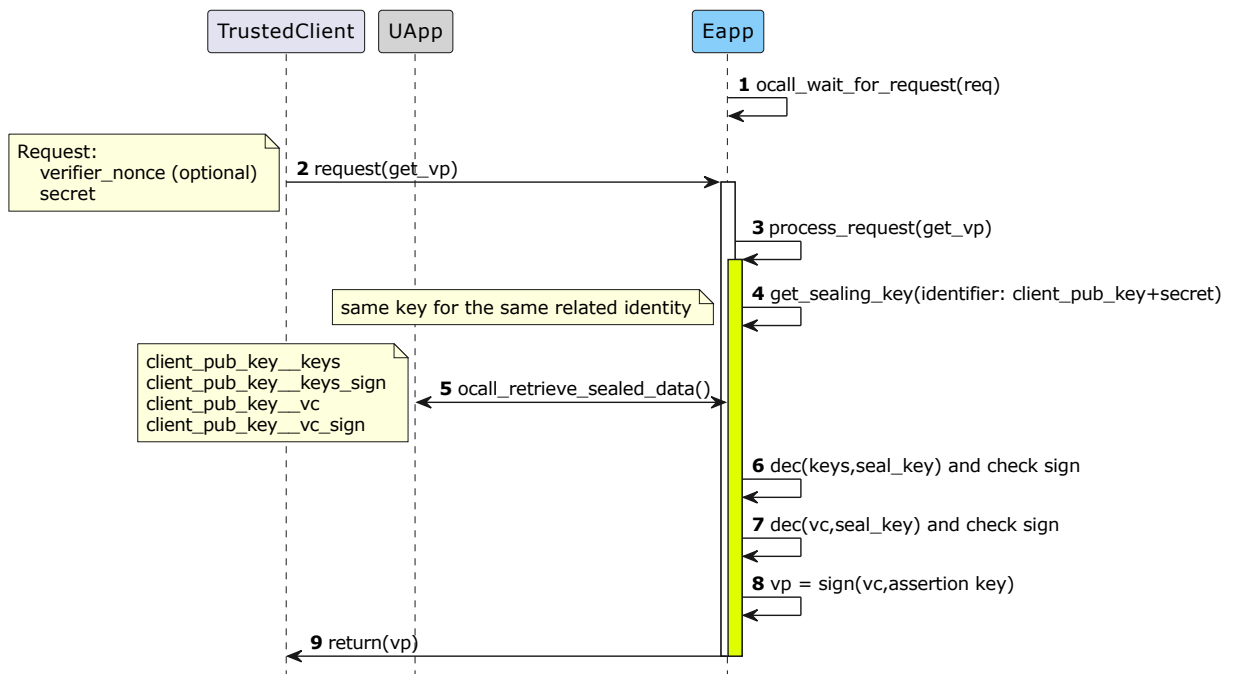 TrustedClient
UApp
Eapp
1 ocall_wait_for_request(req)
Request:
verifier_nonce (optional)
secret
2 request(get_vp)
3 process_request(get_vp)
same key for the same related identity
4 get_sealing_key(identifier: client_pub_key+secret)
client_pub_key__keys
client_pub_key__keys_sign
client_pub_key__vc
client_pub_key__vc_sign
5 ocall_retrieve_sealed_data()
6 dec(keys,seal_key) and check sign
7 dec(vc,seal_key) and check sign
8 vp = sign(vc,assertion key)
9 return(vp)